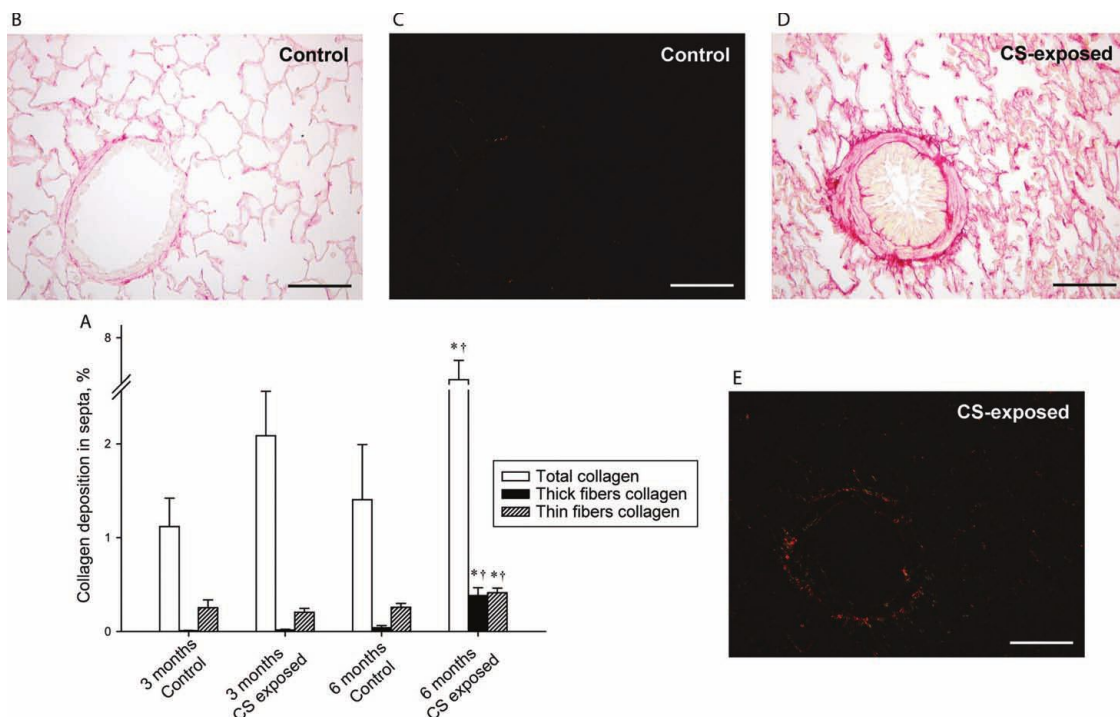 B
Control
C
Control
D
CS-exposed
A
8
2
1
0
Collagen deposition in septa, %
*†
*† *†
Total collagen
Thick fibers collagen
Thin fibers collagen
3 months
Control
3 months
CS exposed
6 months
Control
6 months
CS exposed
E
CS-exposed